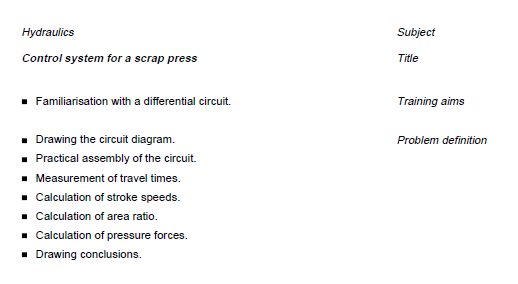 Hydraulics Subject
Control system for a scrap press Title
■ Familiarisation with a differential circuit. Training aims
■ Drawing the circuit diagram. Problem definition
■ Practical assembly of the circuit.
■ Measurement of travel times.
■ Calculation of stroke speeds.
■ Calculation of area ratio.
■ Calculation of pressure forces.
■ Drawing conclusions.